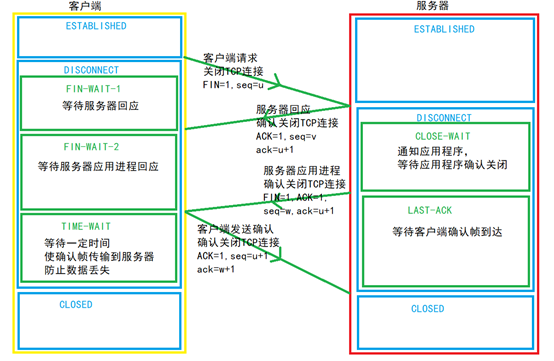 客户端
ESTABLISHED
DISCONNECT
FIN-WAIT-1
等待服务器回应
FIN-WAIT-2
等待服务器应用进程回应
TIME-WAIT
等待一定时间
使确认帧传输到服务器
防止数据丢失
CLOSED
客户端请求
关闭TCP连接
FIN=1,seq=u
服务器回应
确认关闭TCP连接
ACK=1,seq=v
ack=u+1
服务器应用进程
确认关闭TCP连接
FIN=1,ACK=1,
seq=w,ack=u+1
客户端发送确认
确认关闭TCP连接
ACK=1,seq=u+1
ack=w+1
服务器
ESTABLISHED
DISCONNECT
CLOSE-WAIT
通知应用程序，
等待应用程序确认关闭
LAST-ACK
等待客户端确认帧到达
CLOSED